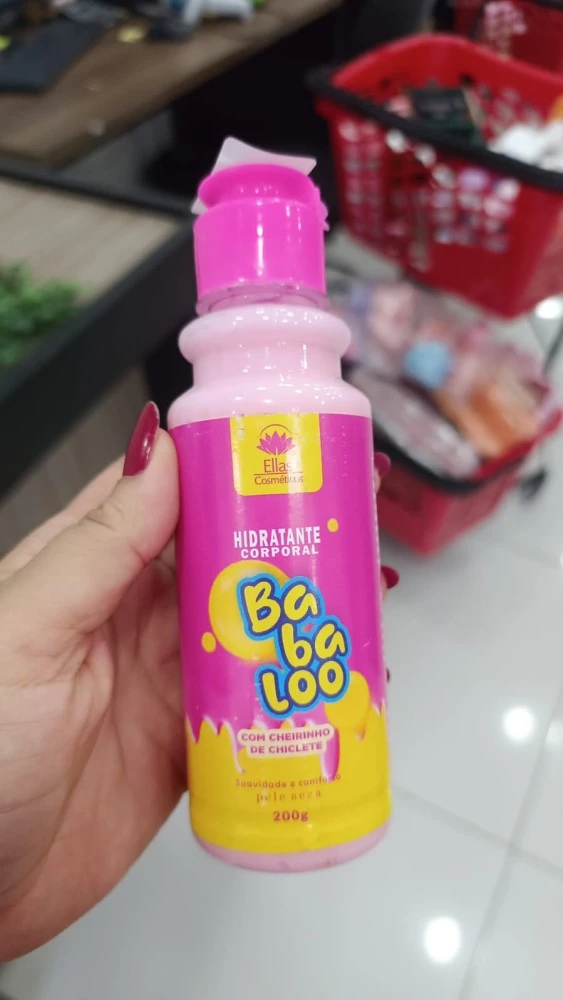 Ellas
Cosméticos
HIDRATANTE
CORPORAL
Ba
ba
Loo
COM CHEIRINHO
DE CHICLETE
Suavidade e conforto
pele seca
200g